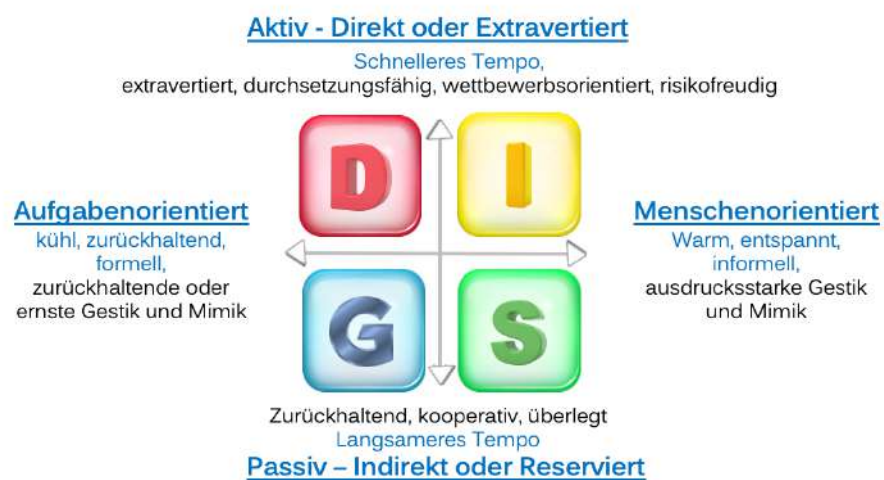 Aktiv - Direkt oder Extravertiert
Schnelleres Tempo,
extravertiert, durchsetzungsfähig, wettbewerbsorientiert, risikofreudig
D
I
Aufgabenorientiert
kühl, zurückhaltend,
formell,
zurückhaltende oder
ernste Gestik und Mimik
Menschenorientiert
Warm, entspannt,
informell,
ausdrucksstarke Gestik
und Mimik
G
S
Zurückhaltend, kooperativ, überlegt
Langsameres Tempo
Passiv – Indirekt oder Reserviert